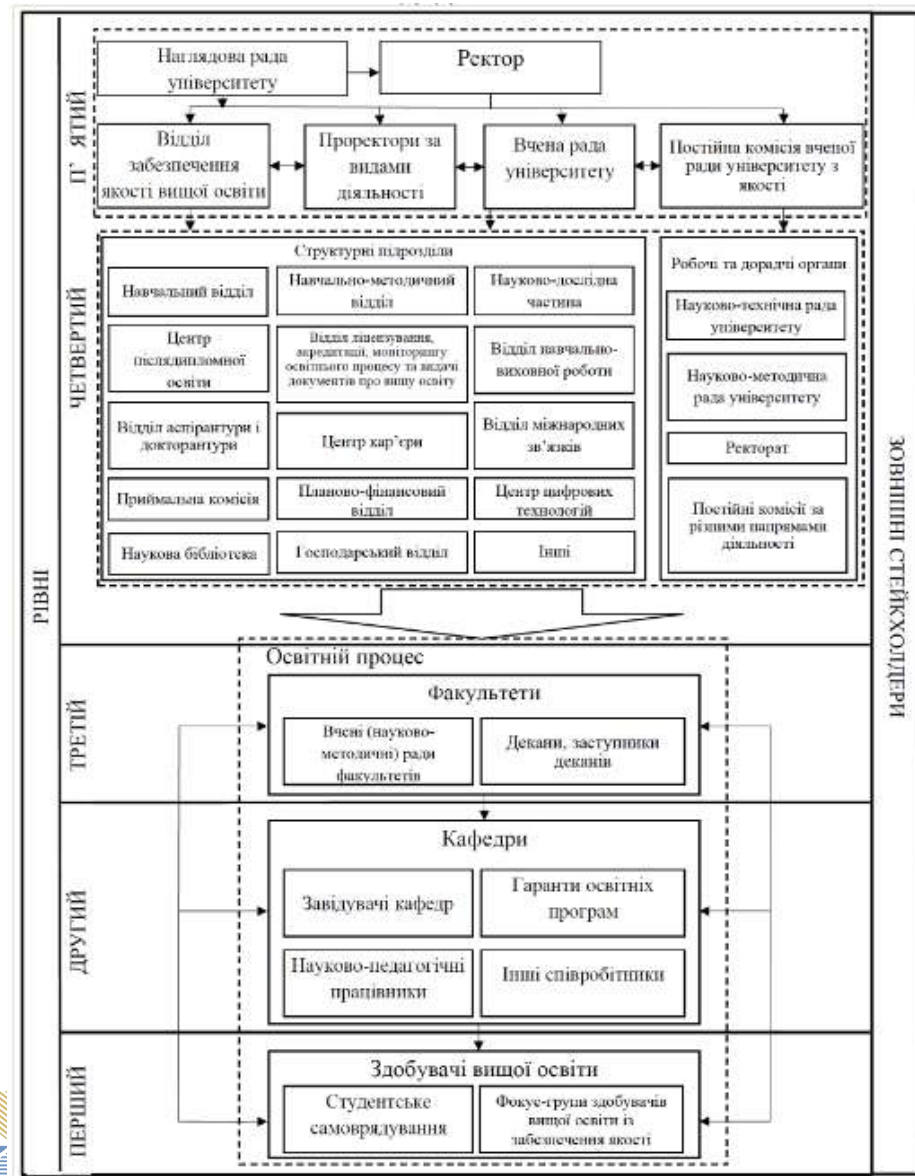 Наглядова рада
університету
Ректор
П'ЯТИЙ
Відділ
забезпечення
якості вищої освіти
Проректори за
видами
діяльності
Вчена рада
університету
Постійна комісія вченої
ради університету з
якості
ЧЕТВЕРТИЙ
Структурні підрозділи
Навчальний відділ
Навчально-методичний
відділ
Науково-дослідна
частина
Центр
післядипломної
освіти
Відділ ліцензування,
акредитації, моніторингу
освітнього процесу та видачі
документів про вищу освіту
Відділ навчально-
виховної роботи
Відділ аспірантури і
докторантури
Центр кар'єри
Відділ міжнародних
зв'язків
Приймальна комісія
Планово-фінансовий
відділ
Центр цифрових
технологій
Наукова бібліотека
Господарський відділ
Інші
Робочі та дорадчі органи
Науково-технічна рада
університету
Науково-методична
рада університету
Ректорат
Постійні комісії за
різними напрямами
діяльності
РІВНІ
ЗОВНІШНІ СТЕЙКХОЛДЕРИ
Освітній процес
ТРЕТІЙ
Факультети
Вчені (науково-
методичні) ради
факультетів
Декани, заступники
деканів
ДРУГИЙ
Кафедри
Завідувачі кафедр
Гаранти освітніх
програм
Науково-педагогічні
працівники
Інші співробітники
ПЕРШИЙ
Здобувачі вищої освіти
Студентське
самоврядування
Фокус-група здобувачів
вищої освіти із
забезпечення якості